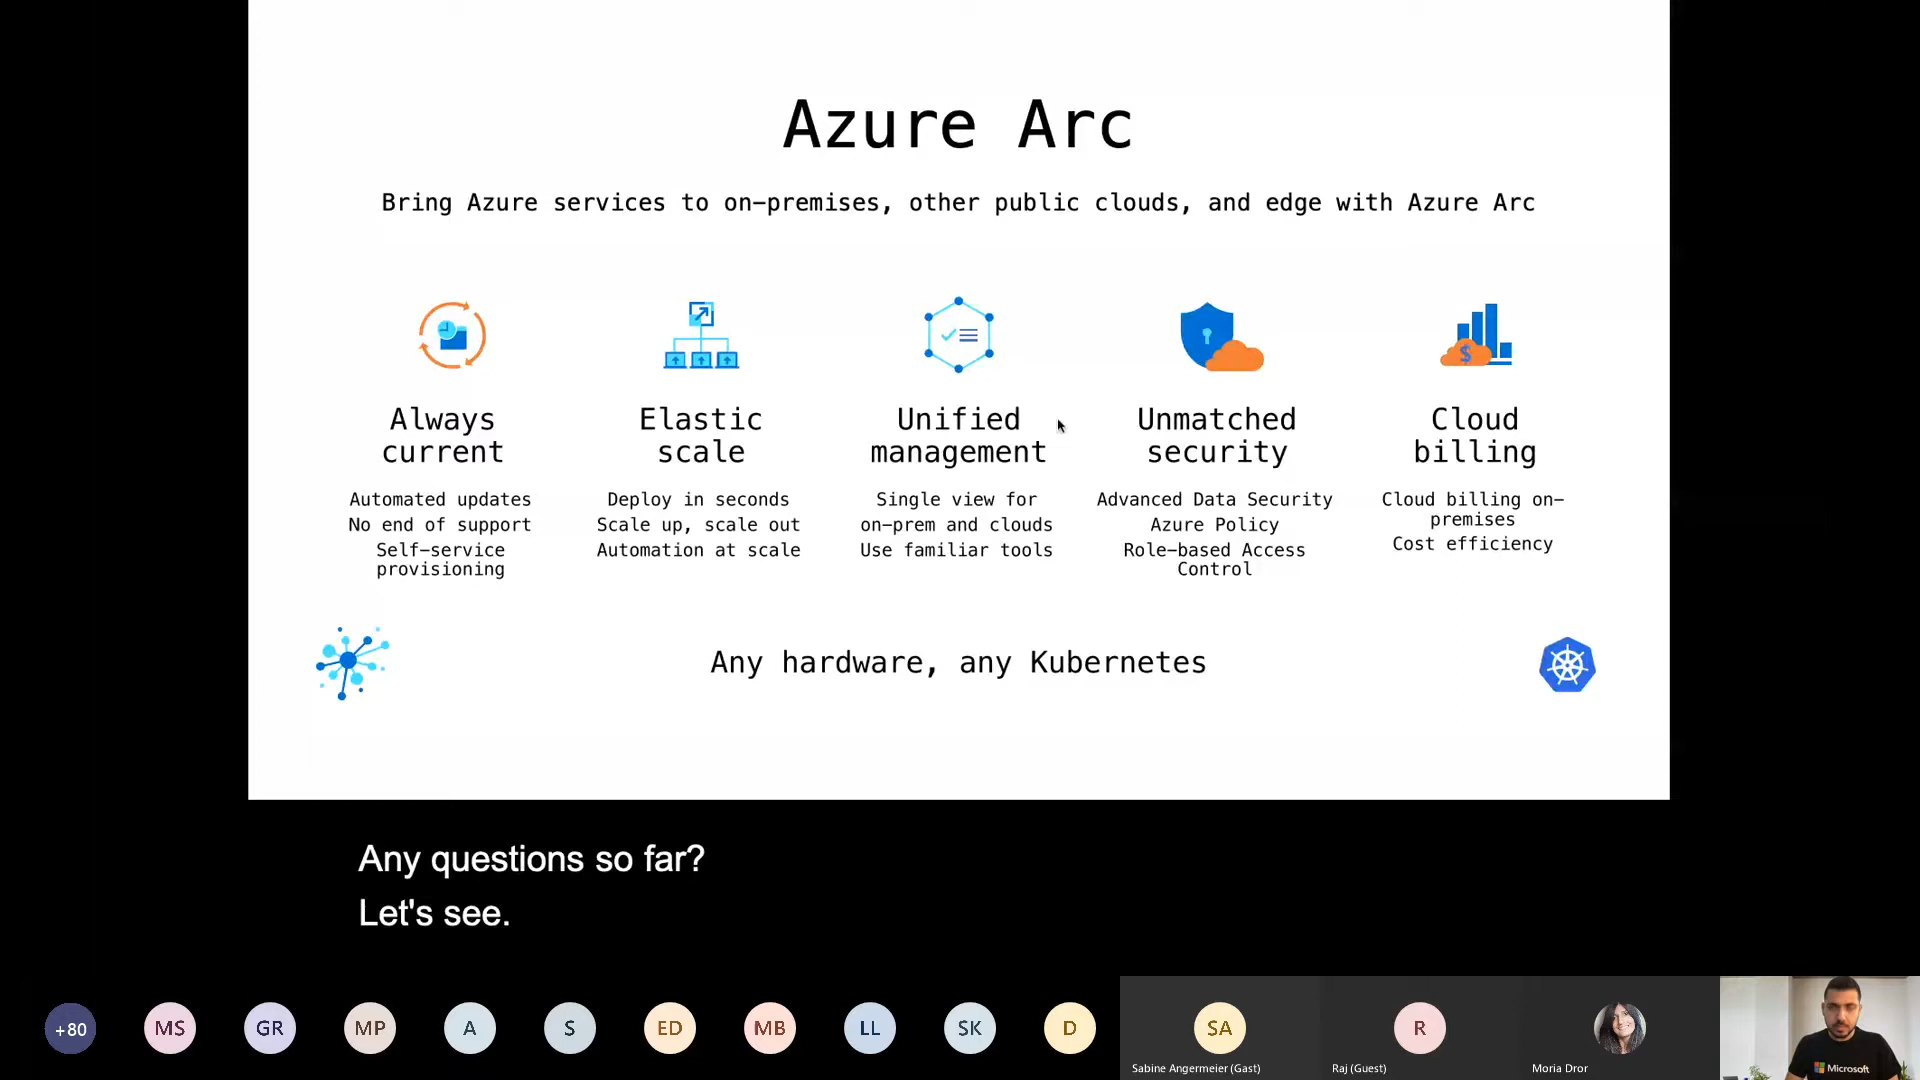 Azure Arc
Bring Azure services to on-premises, other public clouds, and edge with Azure Arc
Always
current
Automated updates
No end of support
Self-service
provisioning
Elastic
scale
Deploy in seconds
Scale up, scale out
Automation at scale
Unified
management
Single view for
on-prem and clouds
Use familiar tools
Unmatched
security
Advanced Data Security
Azure Policy
Role-based Access
Control
Cloud
billing
Cloud billing on-
premises
Cost efficiency
$
Any hardware, any Kubernetes
Any questions so far?
Let's see.
+80
MS
GR
MP
A
S
ED
MB
LL
SK
D
SA
Sabine Angermeier (Gast)
R
Raj (Guest)
Moria Dror
Microsoft